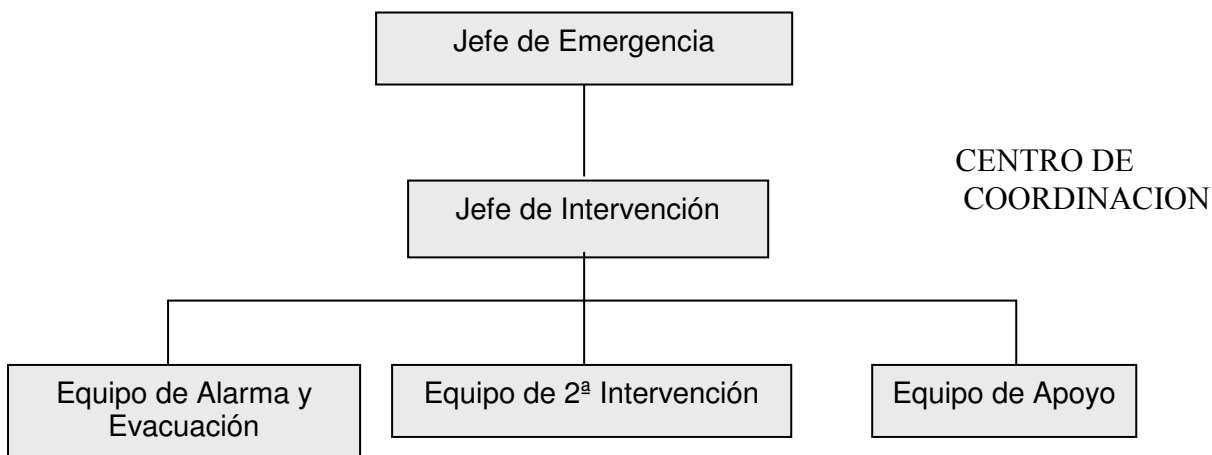 Jefe de Emergencia
CENTRO DE
COORDINACION
Jefe de Intervención
Equipo de Alarma y
Evacuación
Equipo de 2ª Intervención
Equipo de Apoyo